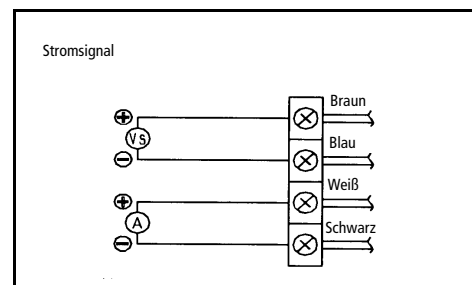 Stromsignal
Braun
+
VS
Blau
−
Weiß
+
A
Schwarz
−